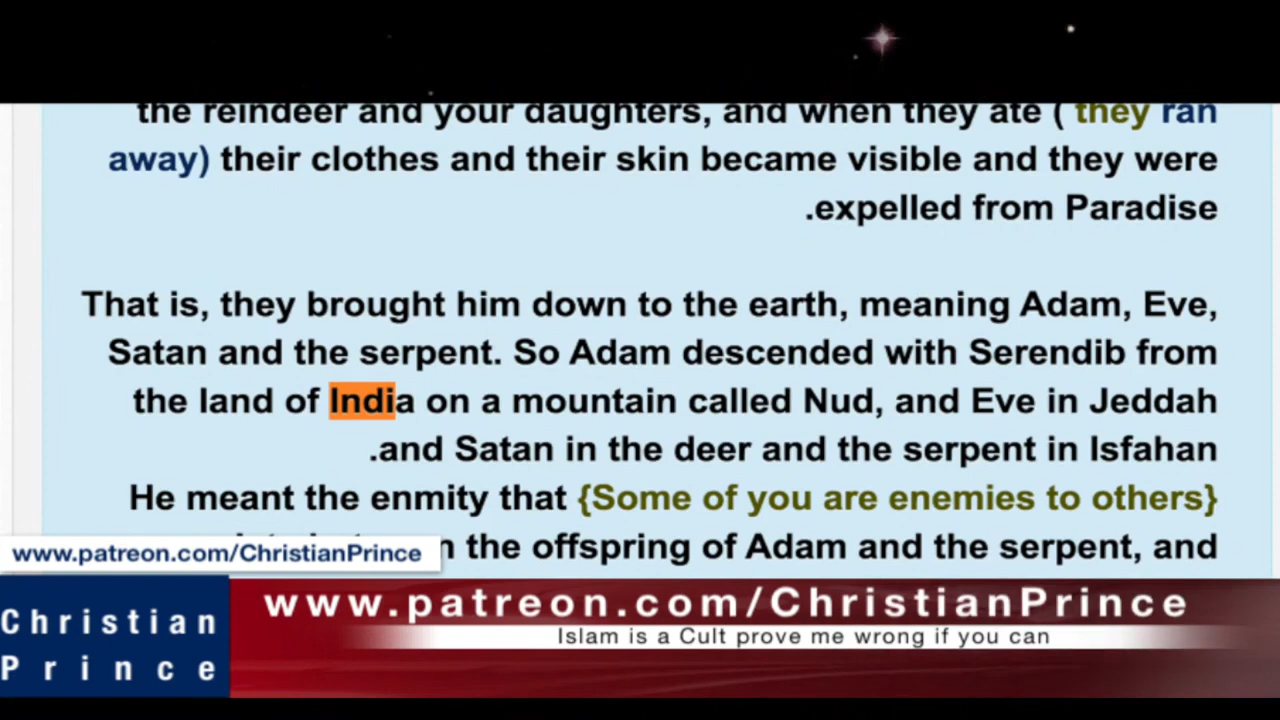 the reindeer and your daughters, and when they ate ( they ran
away) their clothes and their skin became visible and they were
.expelled from Paradise
That is, they brought him down to the earth, meaning Adam, Eve,
Satan and the serpent. So Adam descended with Serendib from
the land of India on a mountain called Nud, and Eve in Jeddah
.and Satan in the deer and the serpent in Isfahan
He meant the enmity that {Some of you are enemies to others}
the offspring of Adam and the serpent, and
www.patreon.com/ChristianPrince
Christian
Prince
www.patreon.com/ChristianPrince
Islam is a Cult prove me wrong if you can